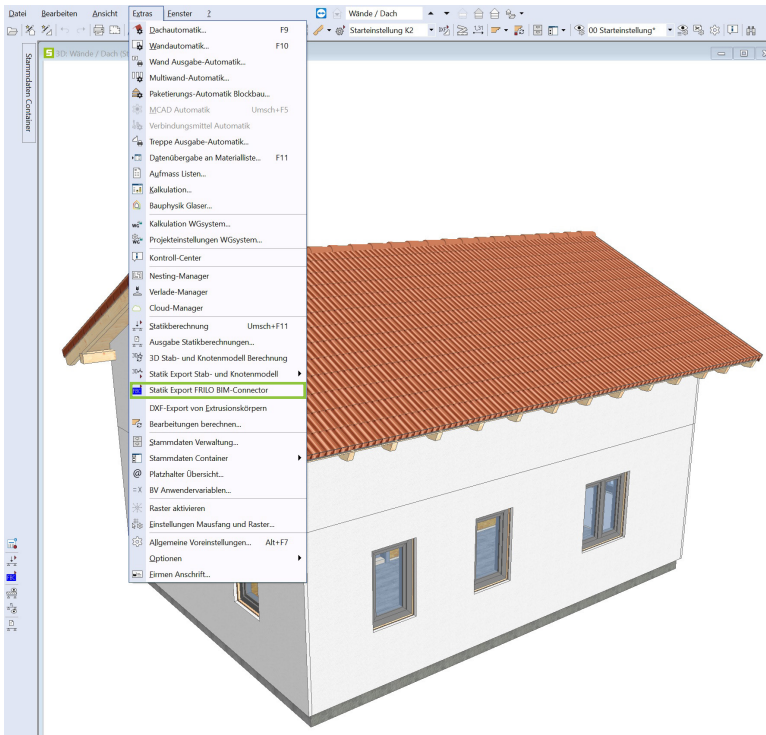 Datei Bearbeiten Ansicht Extras Fenster ?
Wände / Dach
Starteinstellung K2
00 Starteinstellung*
S 3D: Wände / Dach (St
Stammdaten Container
Dachautomatik... F9
Wandautomatik... F10
Wand Ausgabe-Automatik...
Multiwand-Automatik...
Paketierungs-Automatik Blockbau...
MCAD Automatik Umsch+F5
Verbindungsmittel Automatik
Treppe Ausgabe-Automatik...
Datenübergabe an Materialliste... F11
Aufmass Listen...
Kalkulation...
Bauphysik Glaser...
Kalkulation WGsystem...
Projekteinstellungen WGsystem...
Kontroll-Center
Nesting-Manager
Verlade-Manager
Cloud-Manager
Statikberechnung Umsch+F11
Ausgabe Statikberechnungen...
3D Stab- und Knotenmodell Berechnung
Statik Export Stab- und Knotenmodell
Statik Export FRILO BIM-Connector
DXF-Export von Extrusionskörpern
Bearbeitungen berechnen...
Stammdaten Verwaltung...
Stammdaten Container
@ Platzhalter Übersicht...
= X BV Anwendervariablen...
Raster aktivieren
Einstellungen Mausfang und Raster...
Allgemeine Voreinstellungen... Alt+F7
Optionen
Firmen Anschrift...